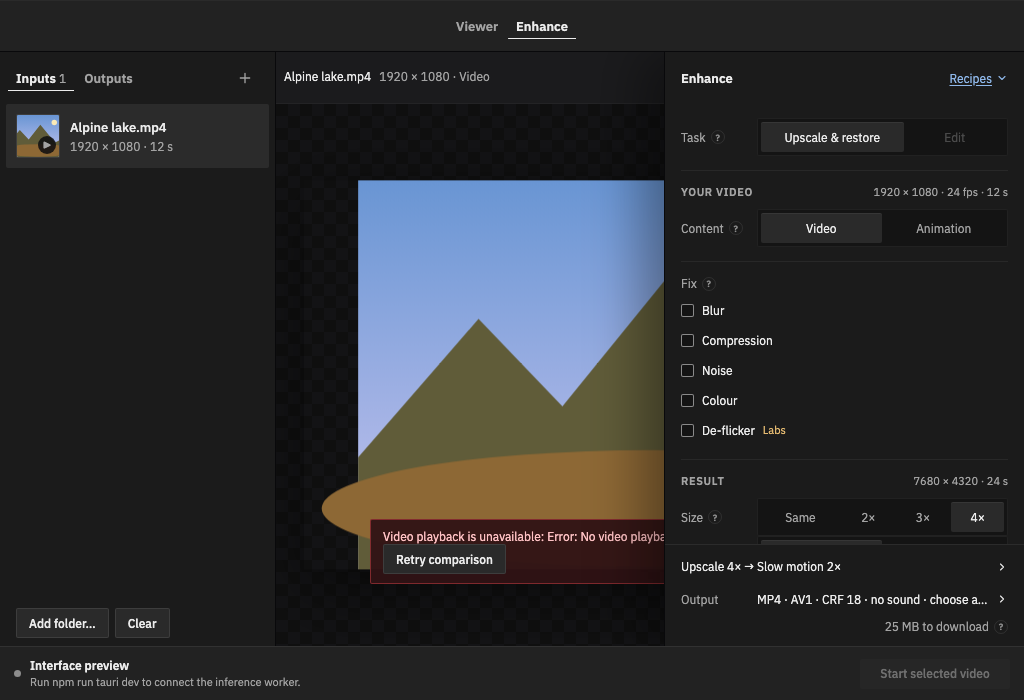 Viewer Enhance
Inputs 1 Outputs +
Alpine lake.mp4
1920 × 1080 · 12 s
Add folder... Clear
Alpine lake.mp4 1920 × 1080 · Video
Video playback is unavailable: Error: No video playba
Retry comparison
Enhance Recipes
Task ? Upscale & restore Edit
YOUR VIDEO 1920 × 1080 · 24 fps · 12 s
Content ? Video Animation
Fix ?
Blur
Compression
Noise
Colour
De-flicker Labs
RESULT 7680 × 4320 · 24 s
Size ? Same 2× 3× 4×
Upscale 4× → Slow motion 2×
Output MP4 · AV1 · CRF 18 · no sound · choose a...
25 MB to download ?
Interface preview
Run npm run tauri dev to connect the inference worker.
Start selected video